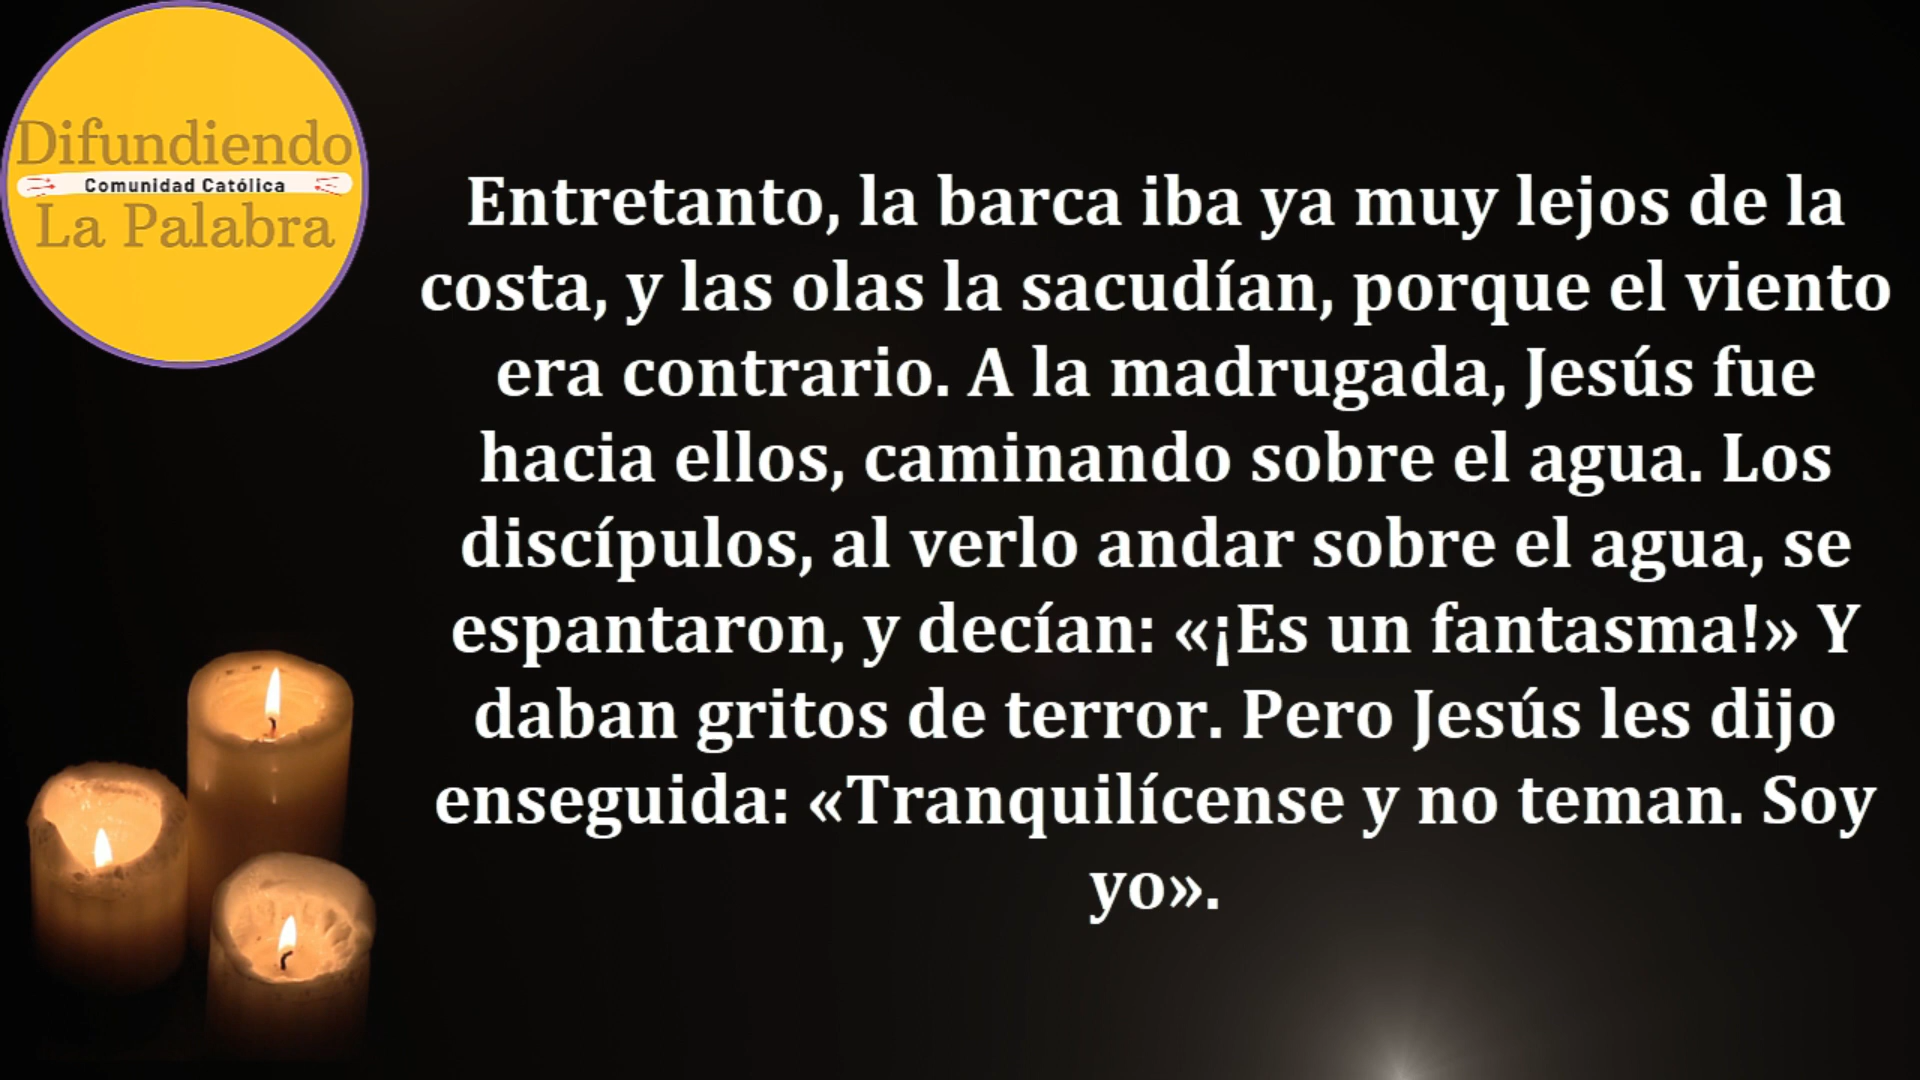 Difundiendo
Comunidad Católica
La Palabra
Entretanto, la barca iba ya muy lejos de la
costa, y las olas la sacudían, porque el viento
era contrario. A la madrugada, Jesús fue
hacia ellos, caminando sobre el agua. Los
discípulos, al verlo andar sobre el agua, se
espantaron, y decían: «¡Es un fantasma!» Y
daban gritos de terror. Pero Jesús les dijo
enseguida: «Tranquilícense y no teman. Soy
yo».